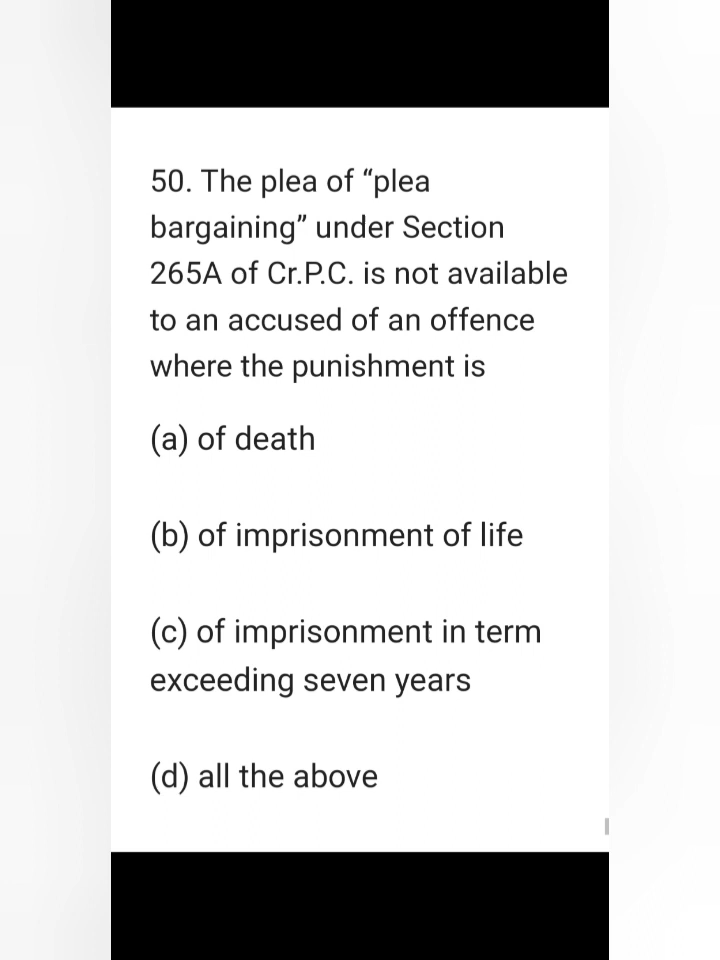 50. The plea of “plea
bargaining” under Section
265A of Cr.P.C. is not available
to an accused of an offence
where the punishment is
(a) of death
(b) of imprisonment of life
(c) of imprisonment in term
exceeding seven years
(d) all the above